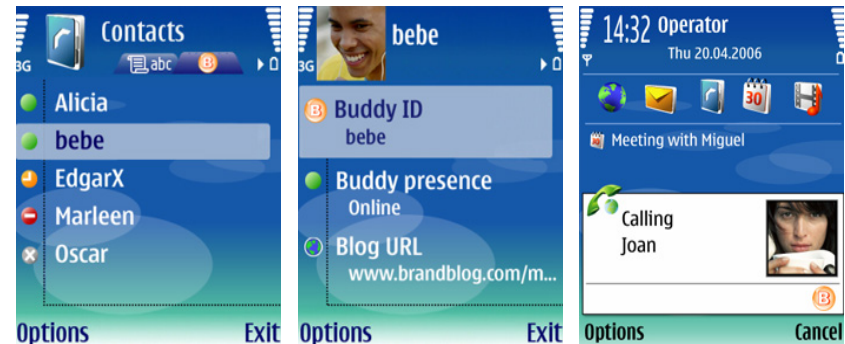 Contacts
3G
abc
B
Alicia
bebe
EdgarX
Marleen
Oscar
Options Exit
bebe
3G
B Buddy ID
bebe
Buddy presence
Online
Blog URL
www.brandblog.com/m...
Options Exit
14:32 Operator
Thu 20.04.2006
30
Meeting with Miguel
Calling
Joan
B
Options Cancel